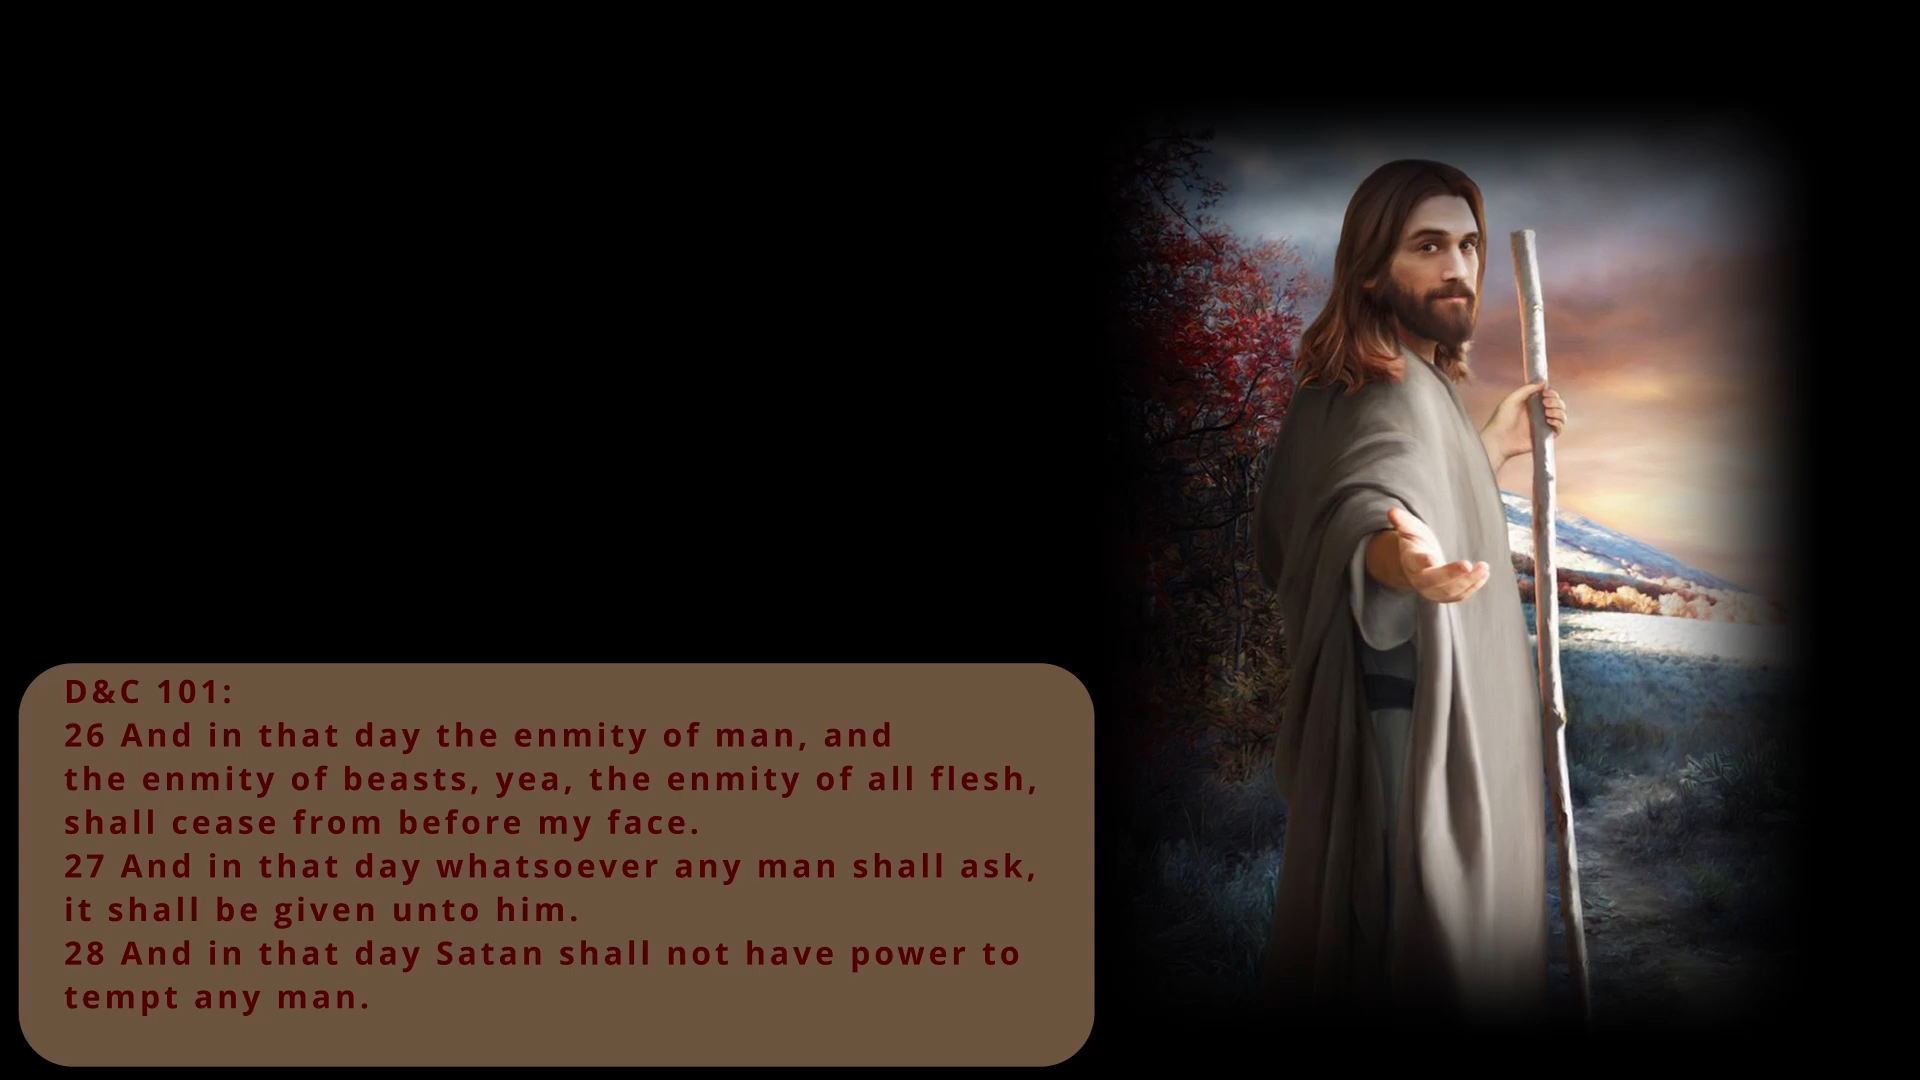 D&C 101:
26 And in that day the enmity of man, and
the enmity of beasts, yea, the enmity of all flesh,
shall cease from before my face.
27 And in that day whatsoever any man shall ask,
it shall be given unto him.
28 And in that day Satan shall not have power to
tempt any man.